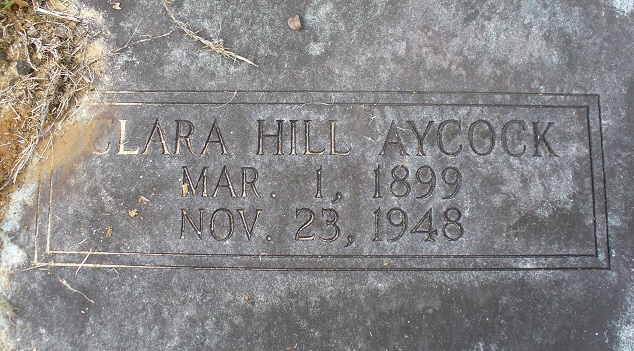 CLARA HILL AYCOCK
MAR. 1, 1899
NOV. 23, 1948